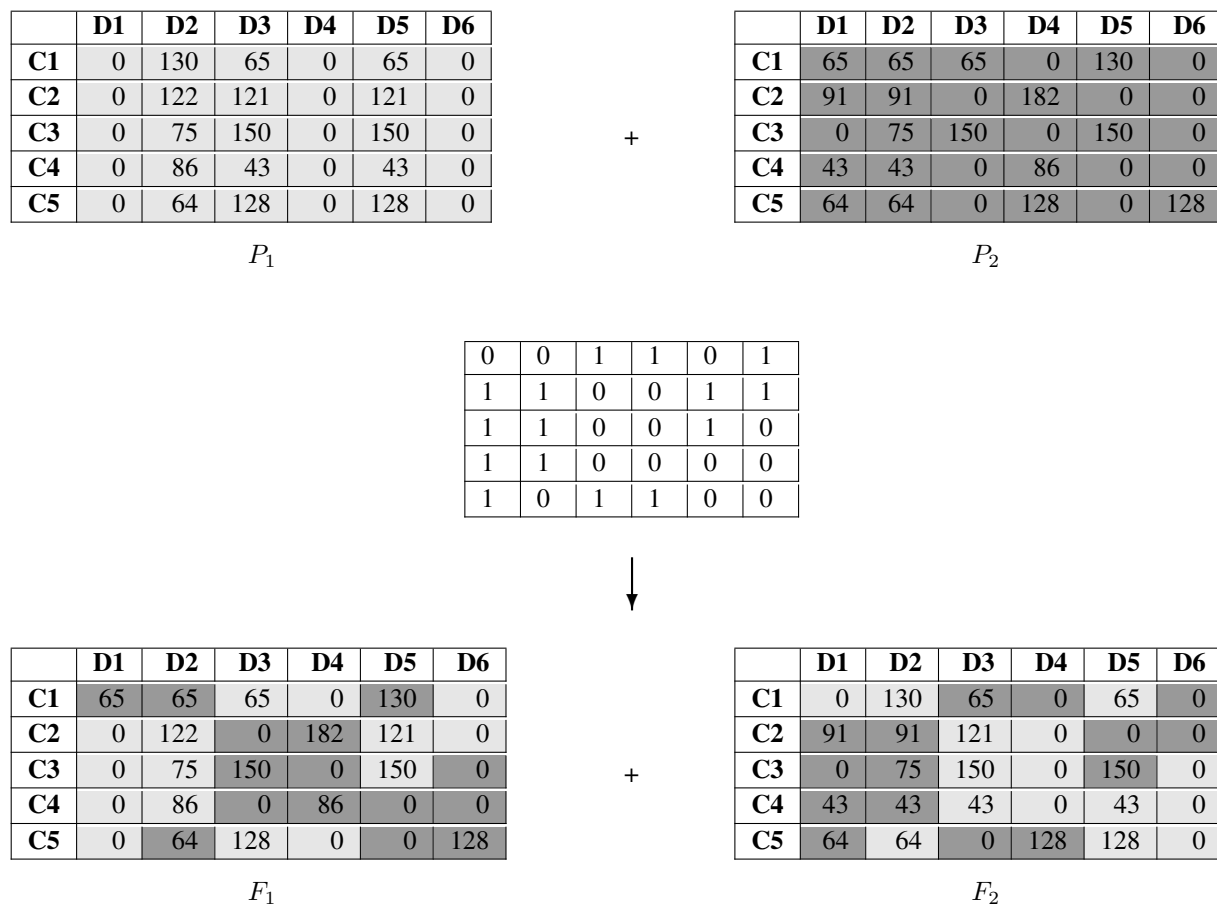 D1 D2 D3 D4 D5 D6
C1 0 130 65 0 65 0
C2 0 122 121 0 121 0
C3 0 75 150 0 150 0
C4 0 86 43 0 43 0
C5 0 64 128 0 128 0
P1
+
D1 D2 D3 D4 D5 D6
C1 65 65 65 0 130 0
C2 91 91 0 182 0 0
C3 0 75 150 0 150 0
C4 43 43 0 86 0 0
C5 64 64 0 128 0 128
P2
0 0 1 1 0 1
1 1 0 0 1 1
1 1 0 0 1 0
1 1 0 0 0 0
1 0 1 1 0 0
D1 D2 D3 D4 D5 D6
C1 65 65 65 0 130 0
C2 0 122 0 182 121 0
C3 0 75 150 0 150 0
C4 0 86 0 86 0 0
C5 0 64 128 0 0 128
F1
+
D1 D2 D3 D4 D5 D6
C1 0 130 65 0 65 0
C2 91 91 121 0 0 0
C3 0 75 150 0 150 0
C4 43 43 43 0 43 0
C5 64 64 0 128 128 0
F2